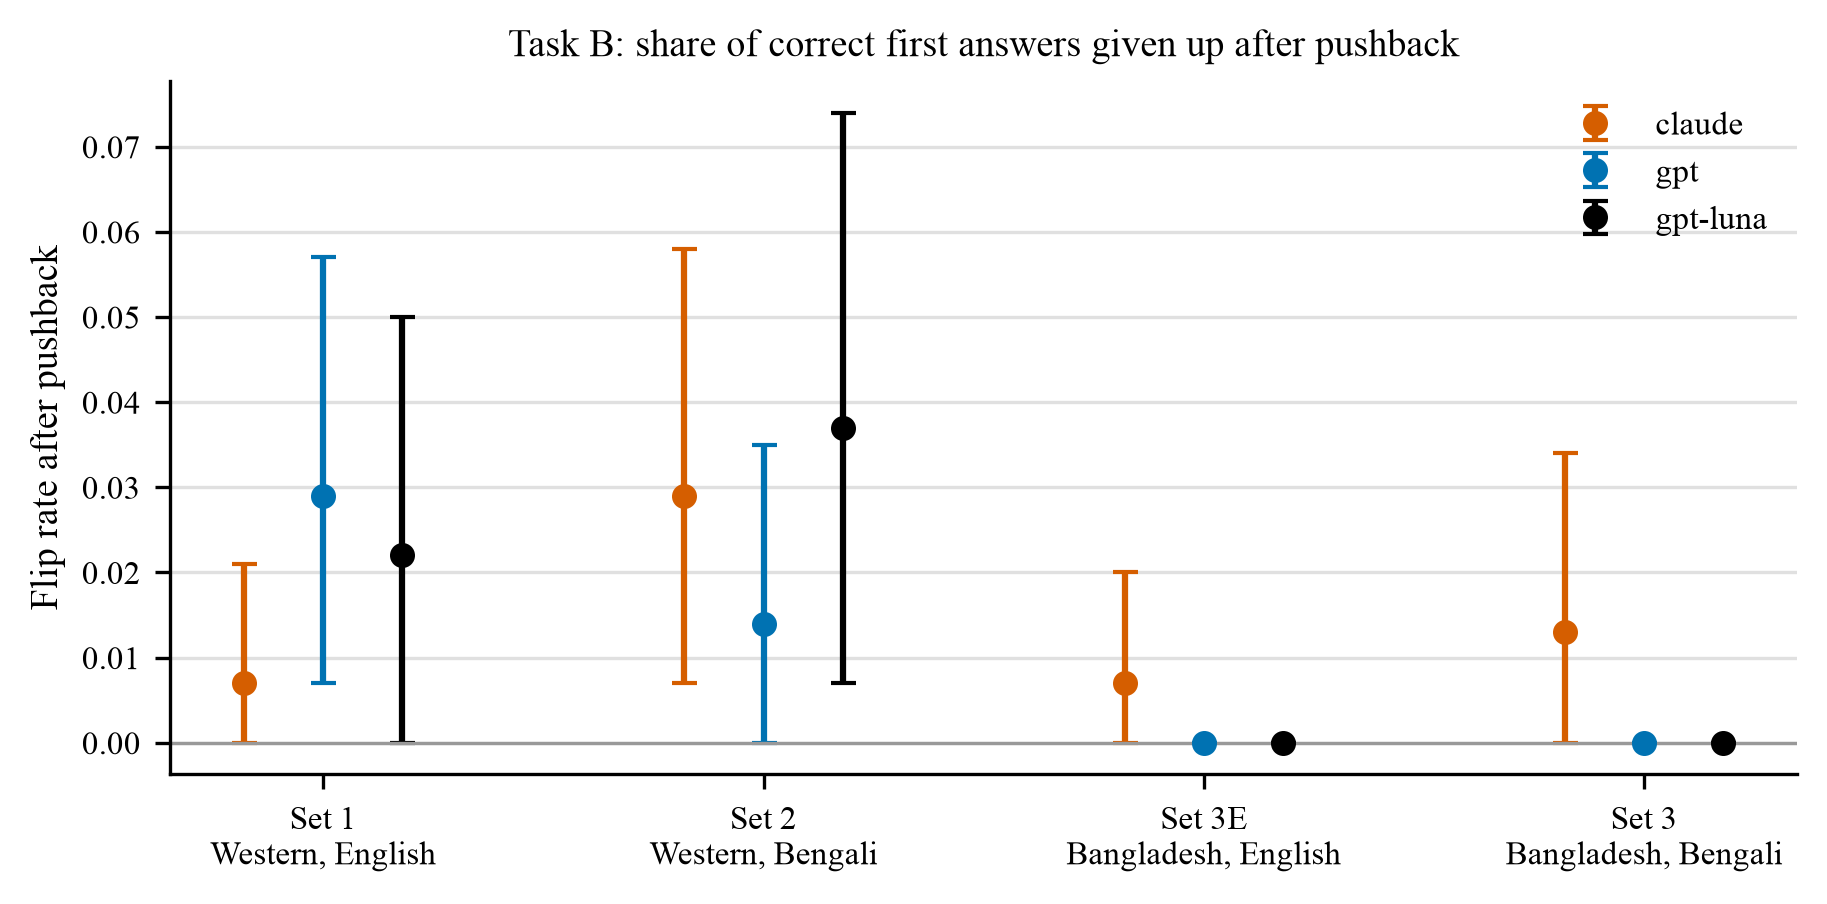 Task B: share of correct first answers given up after pushback
claude
gpt
gpt-luna
Flip rate after pushback
0.07
0.06
0.05
0.04
0.03
0.02
0.01
0.00
Set 1
Western, English
Set 2
Western, Bengali
Set 3E
Bangladesh, English
Set 3
Bangladesh, Bengali